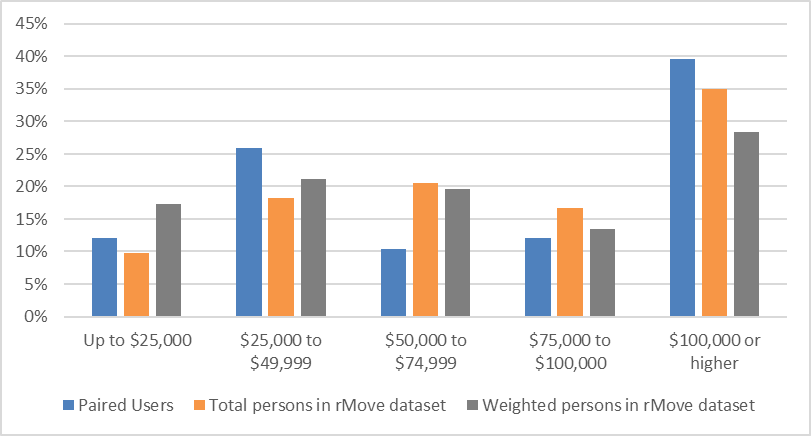 45%
40%
35%
30%
25%
20%
15%
10%
5%
0%
Up to $25,000
$25,000 to
$49,999
$50,000 to
$74,999
$75,000 to
$100,000
$100,000 or
higher
Paired Users
Total persons in rMove dataset
Weighted persons in rMove dataset